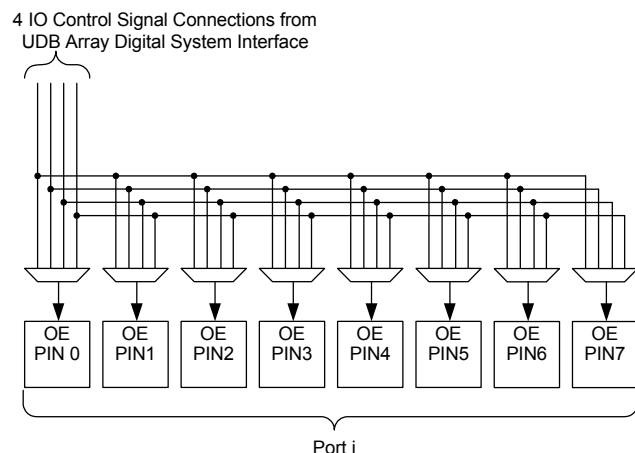 4 IO Control Signal Connections from
UDB Array Digital System Interface
OE OE OE OE OE OE OE OE
PIN 0 PIN1 PIN2 PIN3 PIN4 PIN5 PIN6 PIN7
Port i